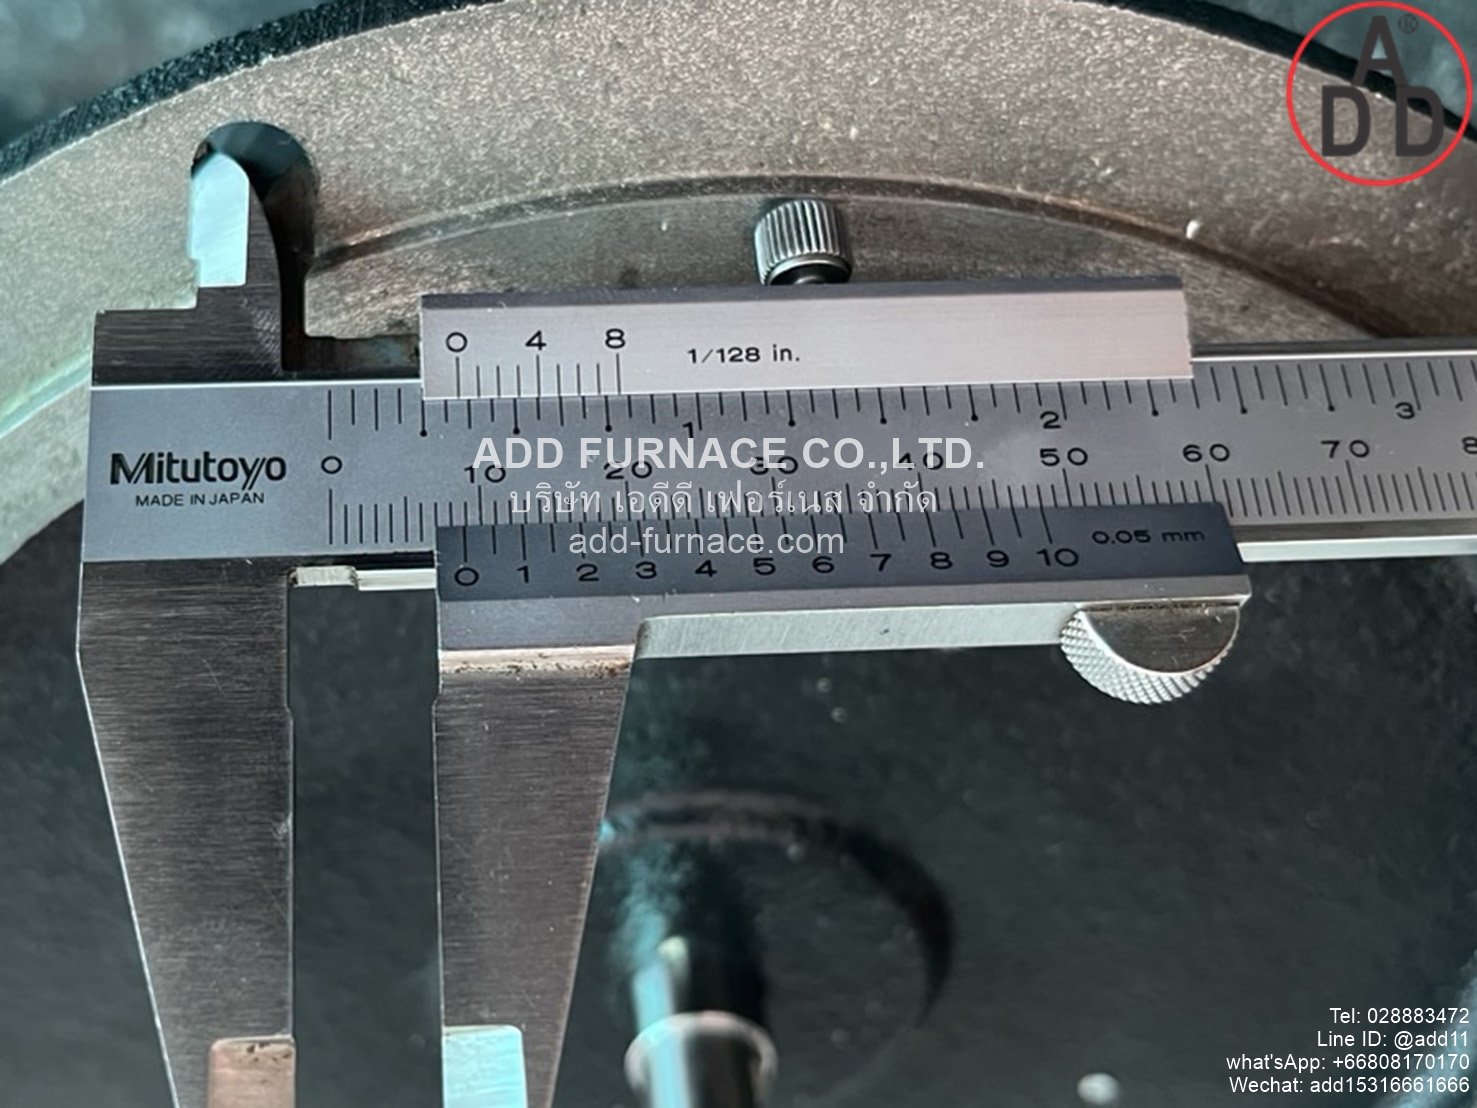 A®
DD
0 4 8
1/128 in.
1 2 3
Mitutoyo
MADE IN JAPAN
0 10 20 30 40 50 60 70 8
ADD FURNACE CO.,LTD.
บริษัท เอดีดี เฟอร์เนส จำกัด
add-furnace.com
0 1 2 3 4 5 6 7 8 9 10 0.05 mm
Tel: 028883472
Line ID: @add11
what'sApp: +66808170170
Wechat: add15316661666